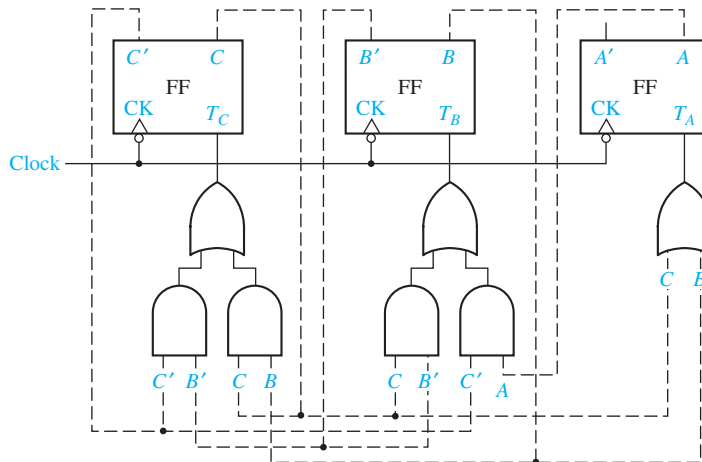 C′ C B′ B A′ A
FF FF FF
CK T_C CK T_B CK T_A
Clock
C B
C′ B′ C B C B′ C′ A